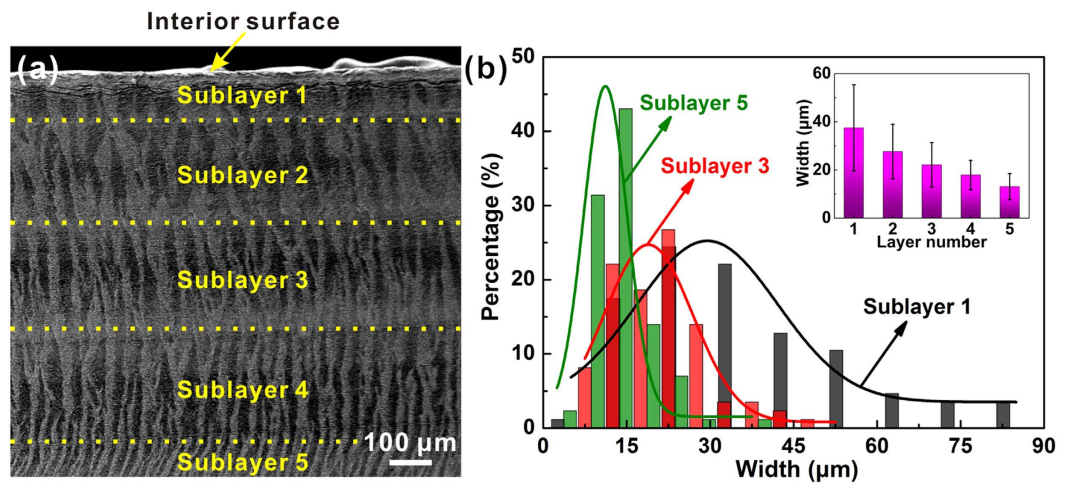 Interior surface
(a)
Sublayer 1
Sublayer 2
Sublayer 3
Sublayer 4
100 μm
Sublayer 5
(b)
50
40
30
20
10
0
Percentage (%)
0 15 30 45 60 75 90
Width (μm)
Sublayer 5
Sublayer 3
Sublayer 1
60
40
20
0
Width (μm)
1 2 3 4 5
Layer number